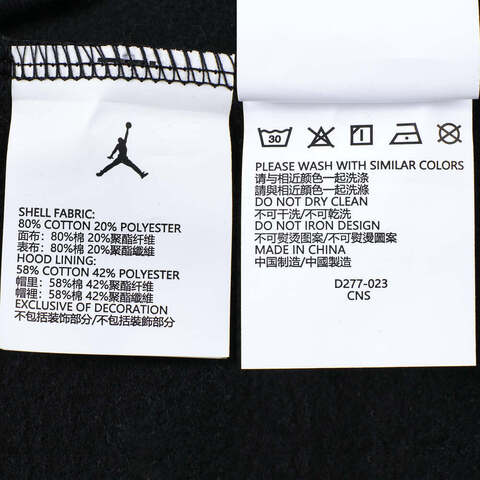 SHELL FABRIC:
80% COTTON 20% POLYESTER
面布：80%棉 20%聚酯纤维
表布：80%棉 20%聚酯纖維
HOOD LINING:
58% COTTON 42% POLYESTER
帽里：58%棉 42%聚酯纤维
帽裡：58%棉 42%聚酯纖維
EXCLUSIVE OF DECORATION
不包括装饰部分/不包括裝飾部分
30
PLEASE WASH WITH SIMILAR COLORS
请与相近颜色一起洗涤
請與相近顏色一起洗滌
DO NOT DRY CLEAN
不可干洗/不可乾洗
DO NOT IRON DESIGN
不可熨烫图案/不可熨燙圖案
MADE IN CHINA
中国制造/中國製造
D277-023
CNS